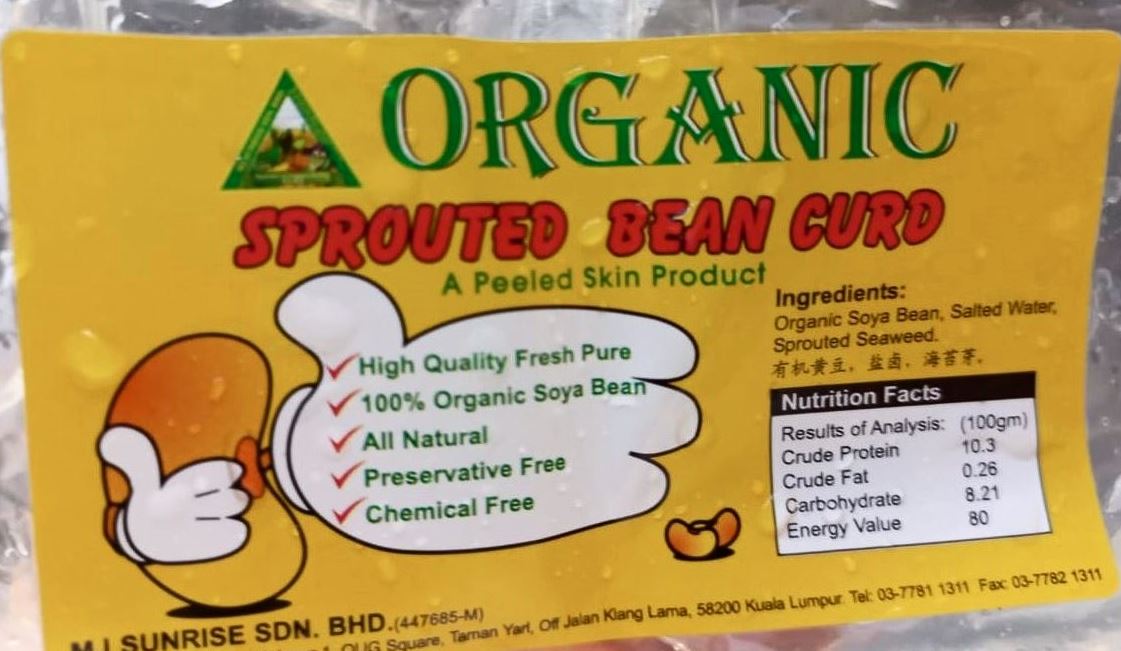 ORGANIC
SPROUTED BEAN CURD
A Peeled Skin Product
High Quality Fresh Pure
100% Organic Soya Bean
All Natural
Preservative Free
Chemical Free
Ingredients:
Organic Soya Bean, Salted Water,
Sprouted Seaweed.
有机黄豆，盐卤，海苔芽。
Nutrition Facts
Results of Analysis: (100gm)
Crude Protein 10.3
Crude Fat 0.26
Carbohydrate 8.21
Energy Value 80
SUNRISE SDN. BHD.(447685-M)
OUG Square, Taman Yarl, Off Jalan Klang Lama, 58200 Kuala Lumpur. Tel: 03-7781 1311 Fax: 03-7782 1311